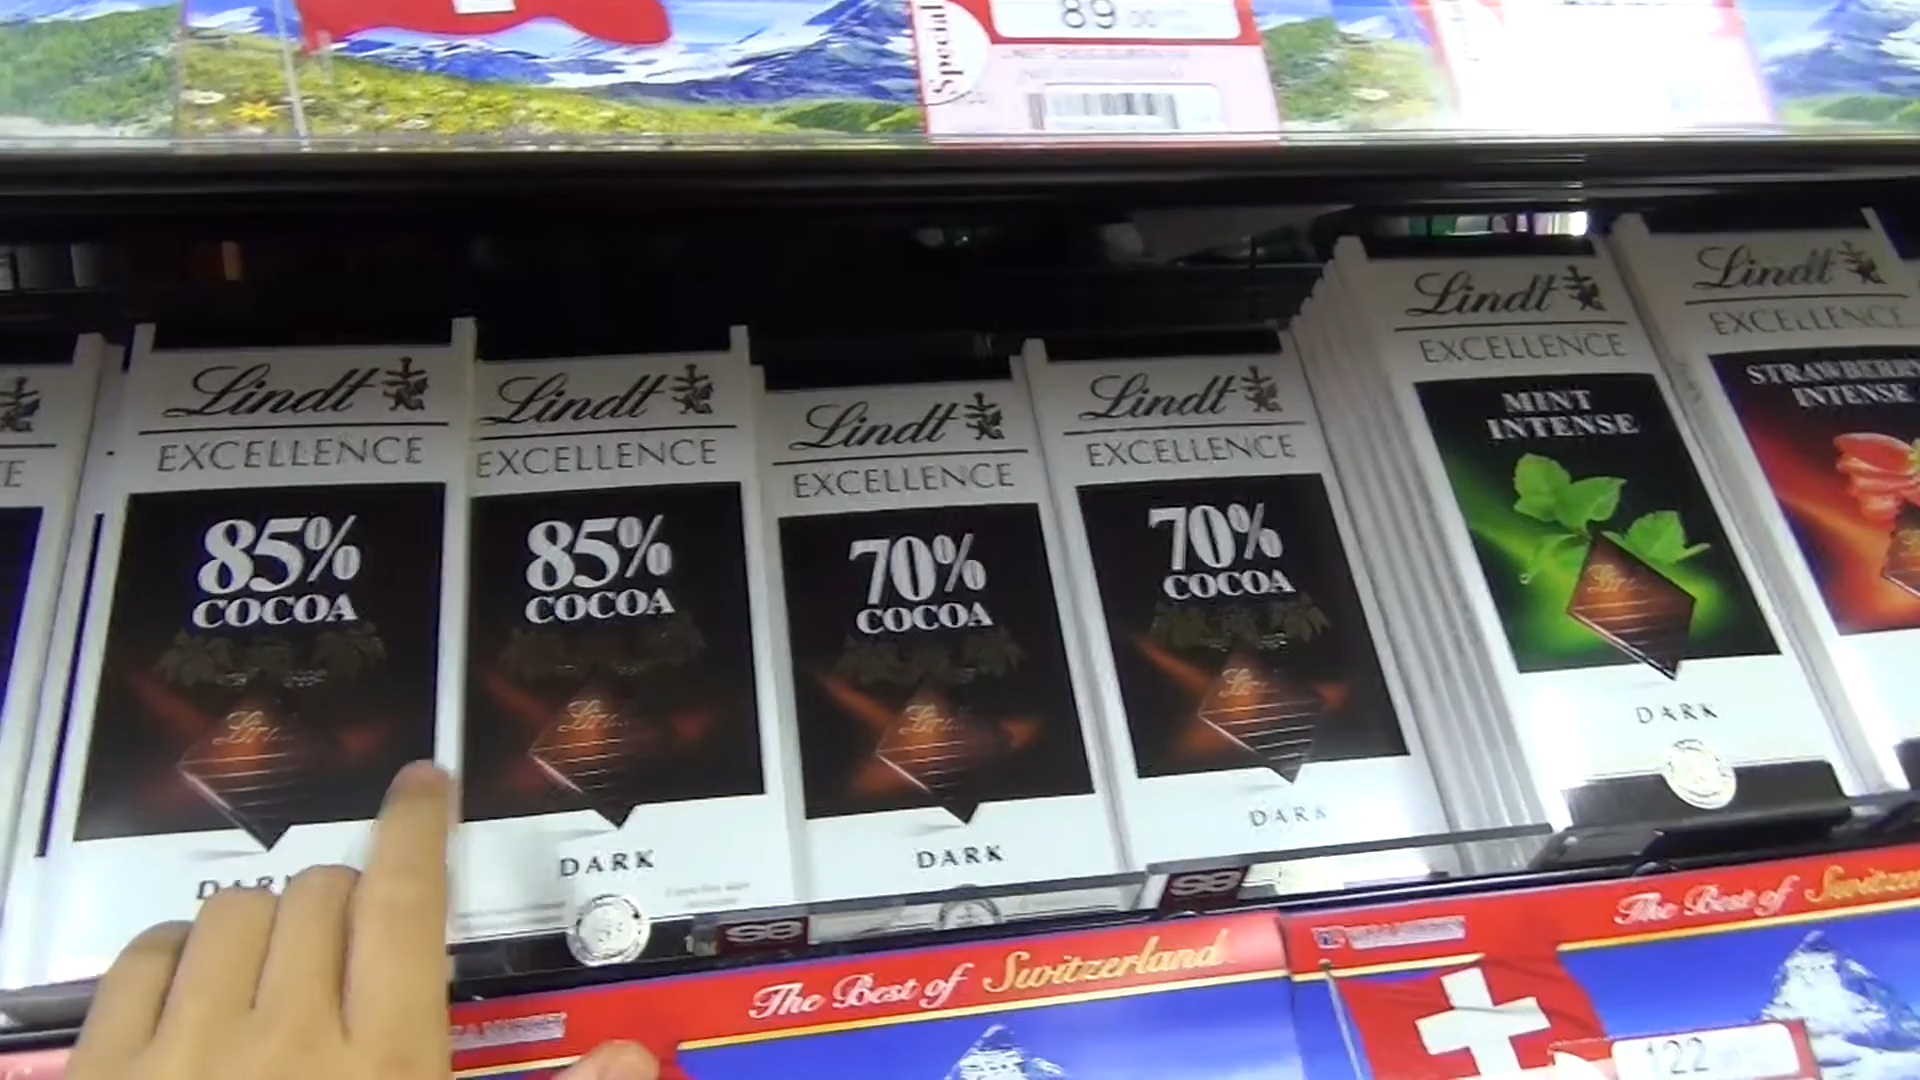 Special
89.00
Lindt
EXCELLENCE
85%
COCOA
DARK
Lindt
EXCELLENCE
85%
COCOA
DARK
Lindt
EXCELLENCE
70%
COCOA
DARK
Lindt
EXCELLENCE
70%
COCOA
DARK
Lindt
EXCELLENCE
MINT
INTENSE
DARK
Lindt
EXCELLENCE
STRAWBERRY
INTENSE
The Best of Switzerland
The Best of
122